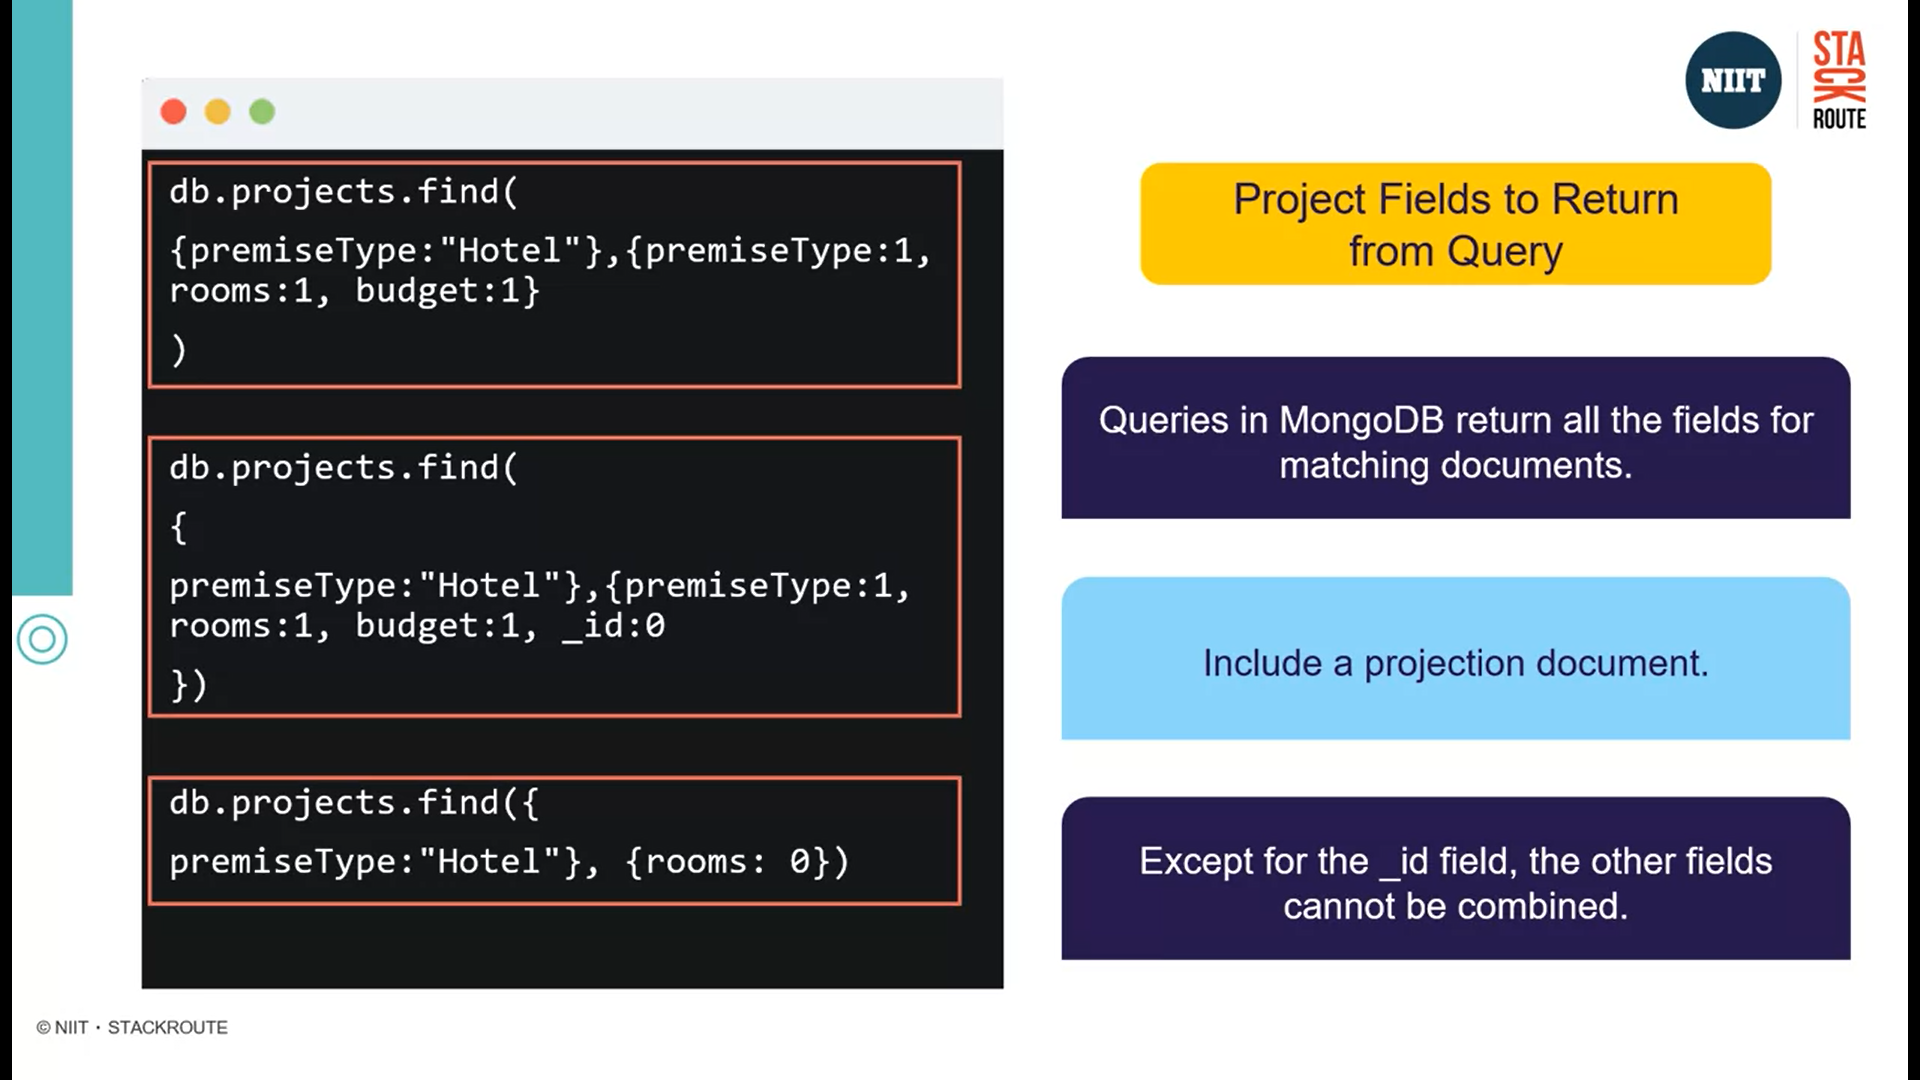 db.projects.find(
{premiseType:"Hotel"},{premiseType:1,
rooms:1, budget:1}
)
db.projects.find(
{
premiseType:"Hotel"},{premiseType:1,
rooms:1, budget:1, _id:0
})
db.projects.find({
premiseType:"Hotel"}, {rooms: 0})
NIIT
STA
CK
ROUTE
Project Fields to Return
from Query
Queries in MongoDB return all the fields for
matching documents.
Include a projection document.
Except for the _id field, the other fields
cannot be combined.
© NIIT · STACKROUTE